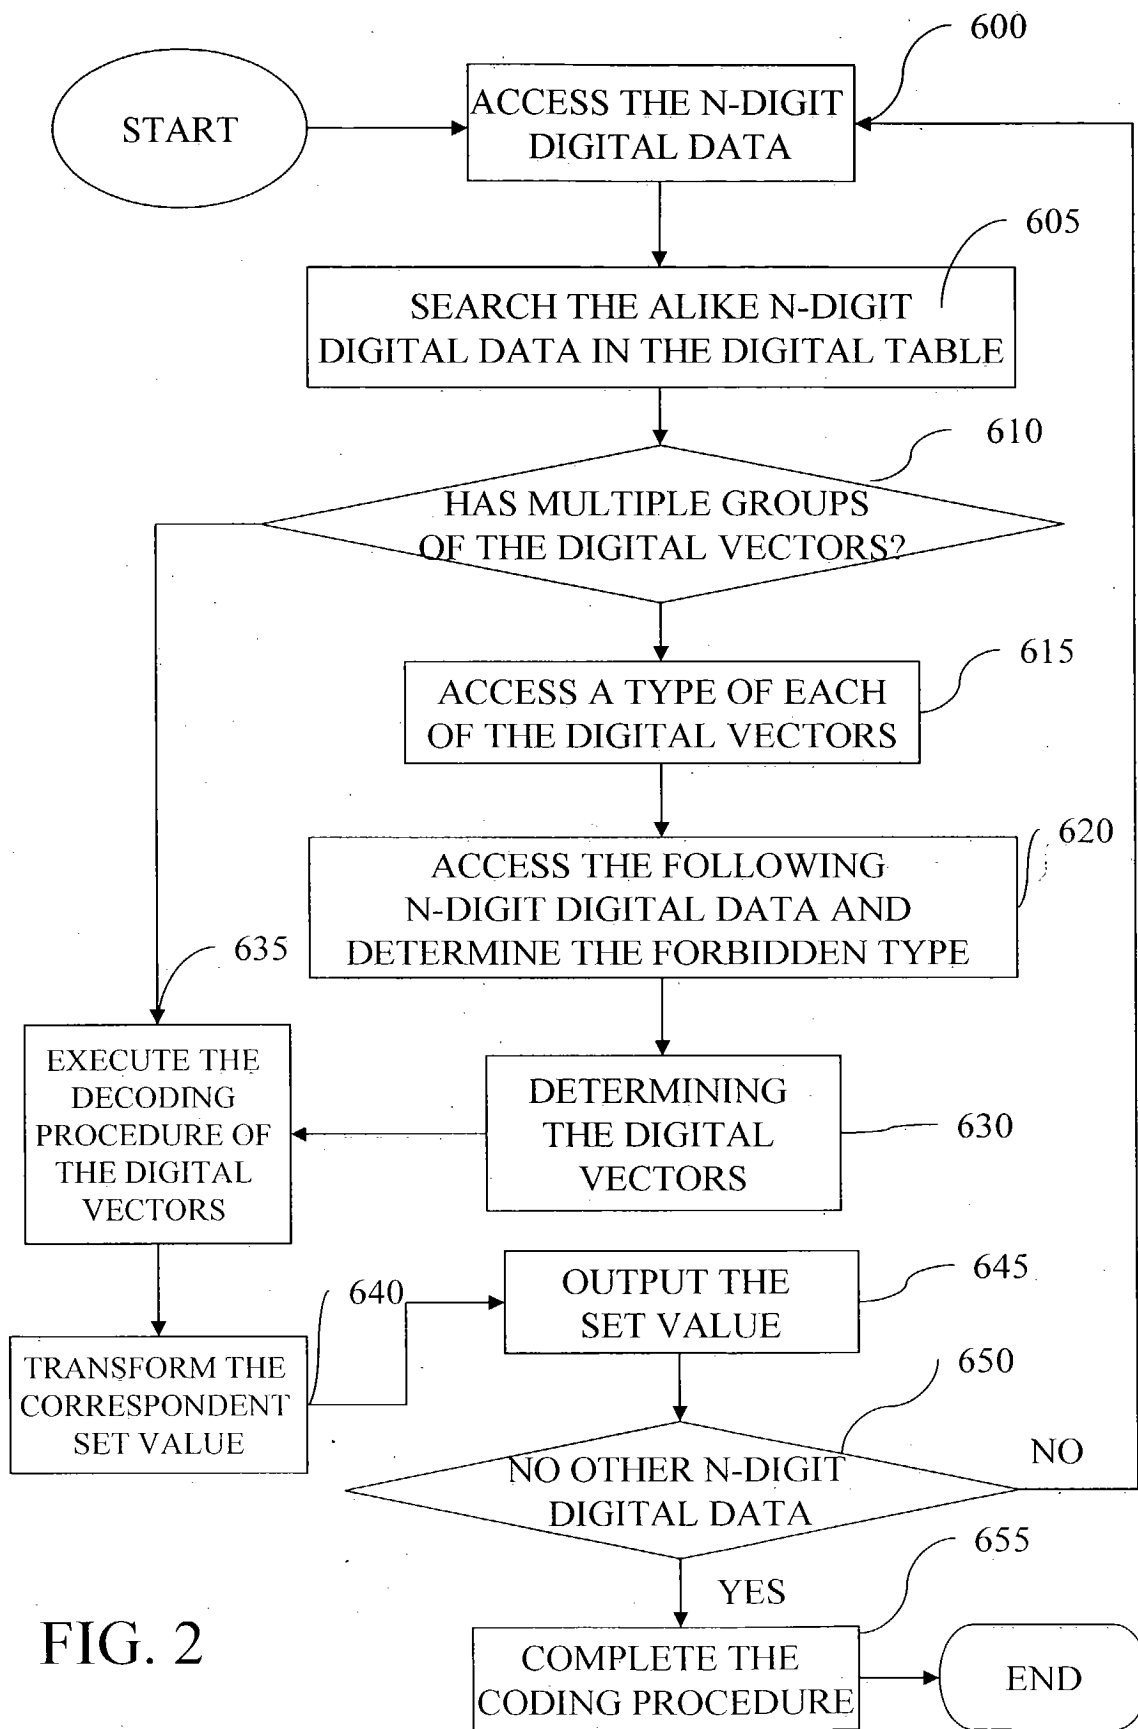 600
START
ACCESS THE N-DIGIT
DIGITAL DATA
605
SEARCH THE ALIKE N-DIGIT
DIGITAL DATA IN THE DIGITAL TABLE
610
HAS MULTIPLE GROUPS
OF THE DIGITAL VECTORS?
615
ACCESS A TYPE OF EACH
OF THE DIGITAL VECTORS
620
ACCESS THE FOLLOWING
N-DIGIT DIGITAL DATA AND
DETERMINE THE FORBIDDEN TYPE
635
EXECUTE THE
DECODING
PROCEDURE OF
THE DIGITAL
VECTORS
DETERMINING
THE DIGITAL
VECTORS
630
640
TRANSFORM THE
CORRESPONDENT
SET VALUE
645
OUTPUT THE
SET VALUE
650
NO OTHER N-DIGIT
DIGITAL DATA
NO
YES
655
COMPLETE THE
CODING PROCEDURE
END
FIG. 2